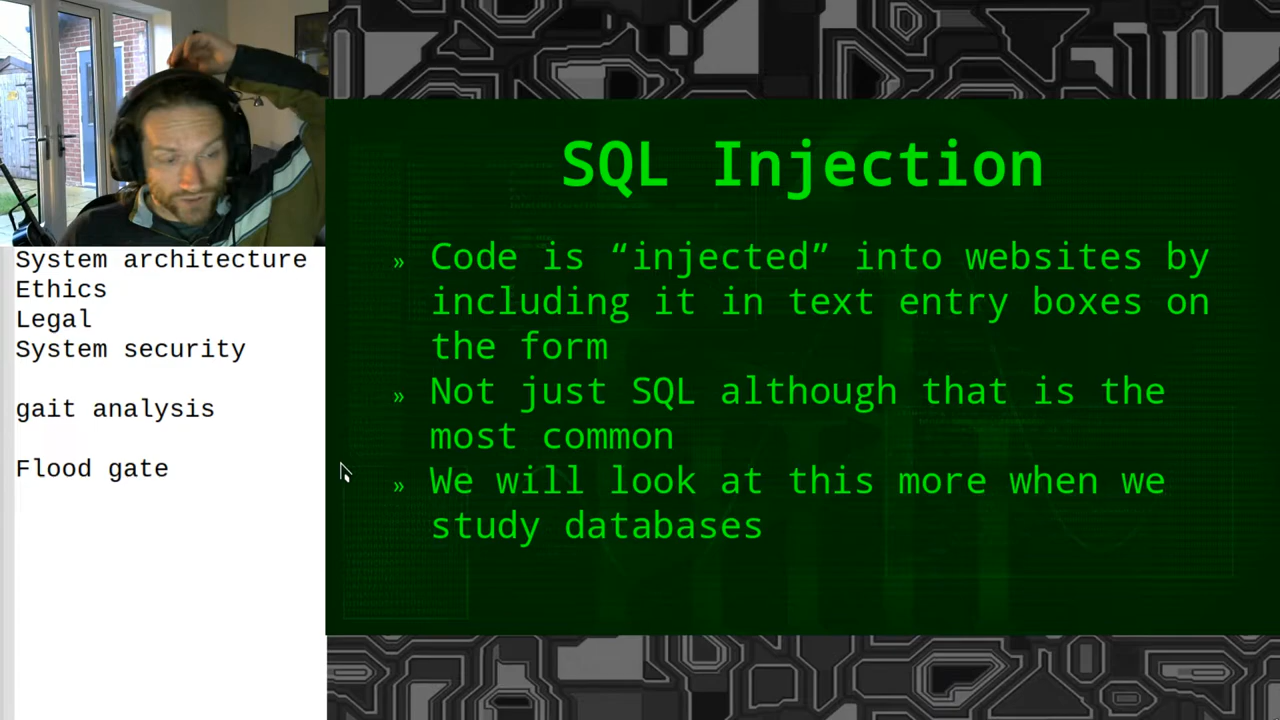 System architecture
Ethics
Legal
System security
gait analysis
Flood gate
SQL Injection
» Code is “injected” into websites by
including it in text entry boxes on
the form
» Not just SQL although that is the
most common
» We will look at this more when we
study databases